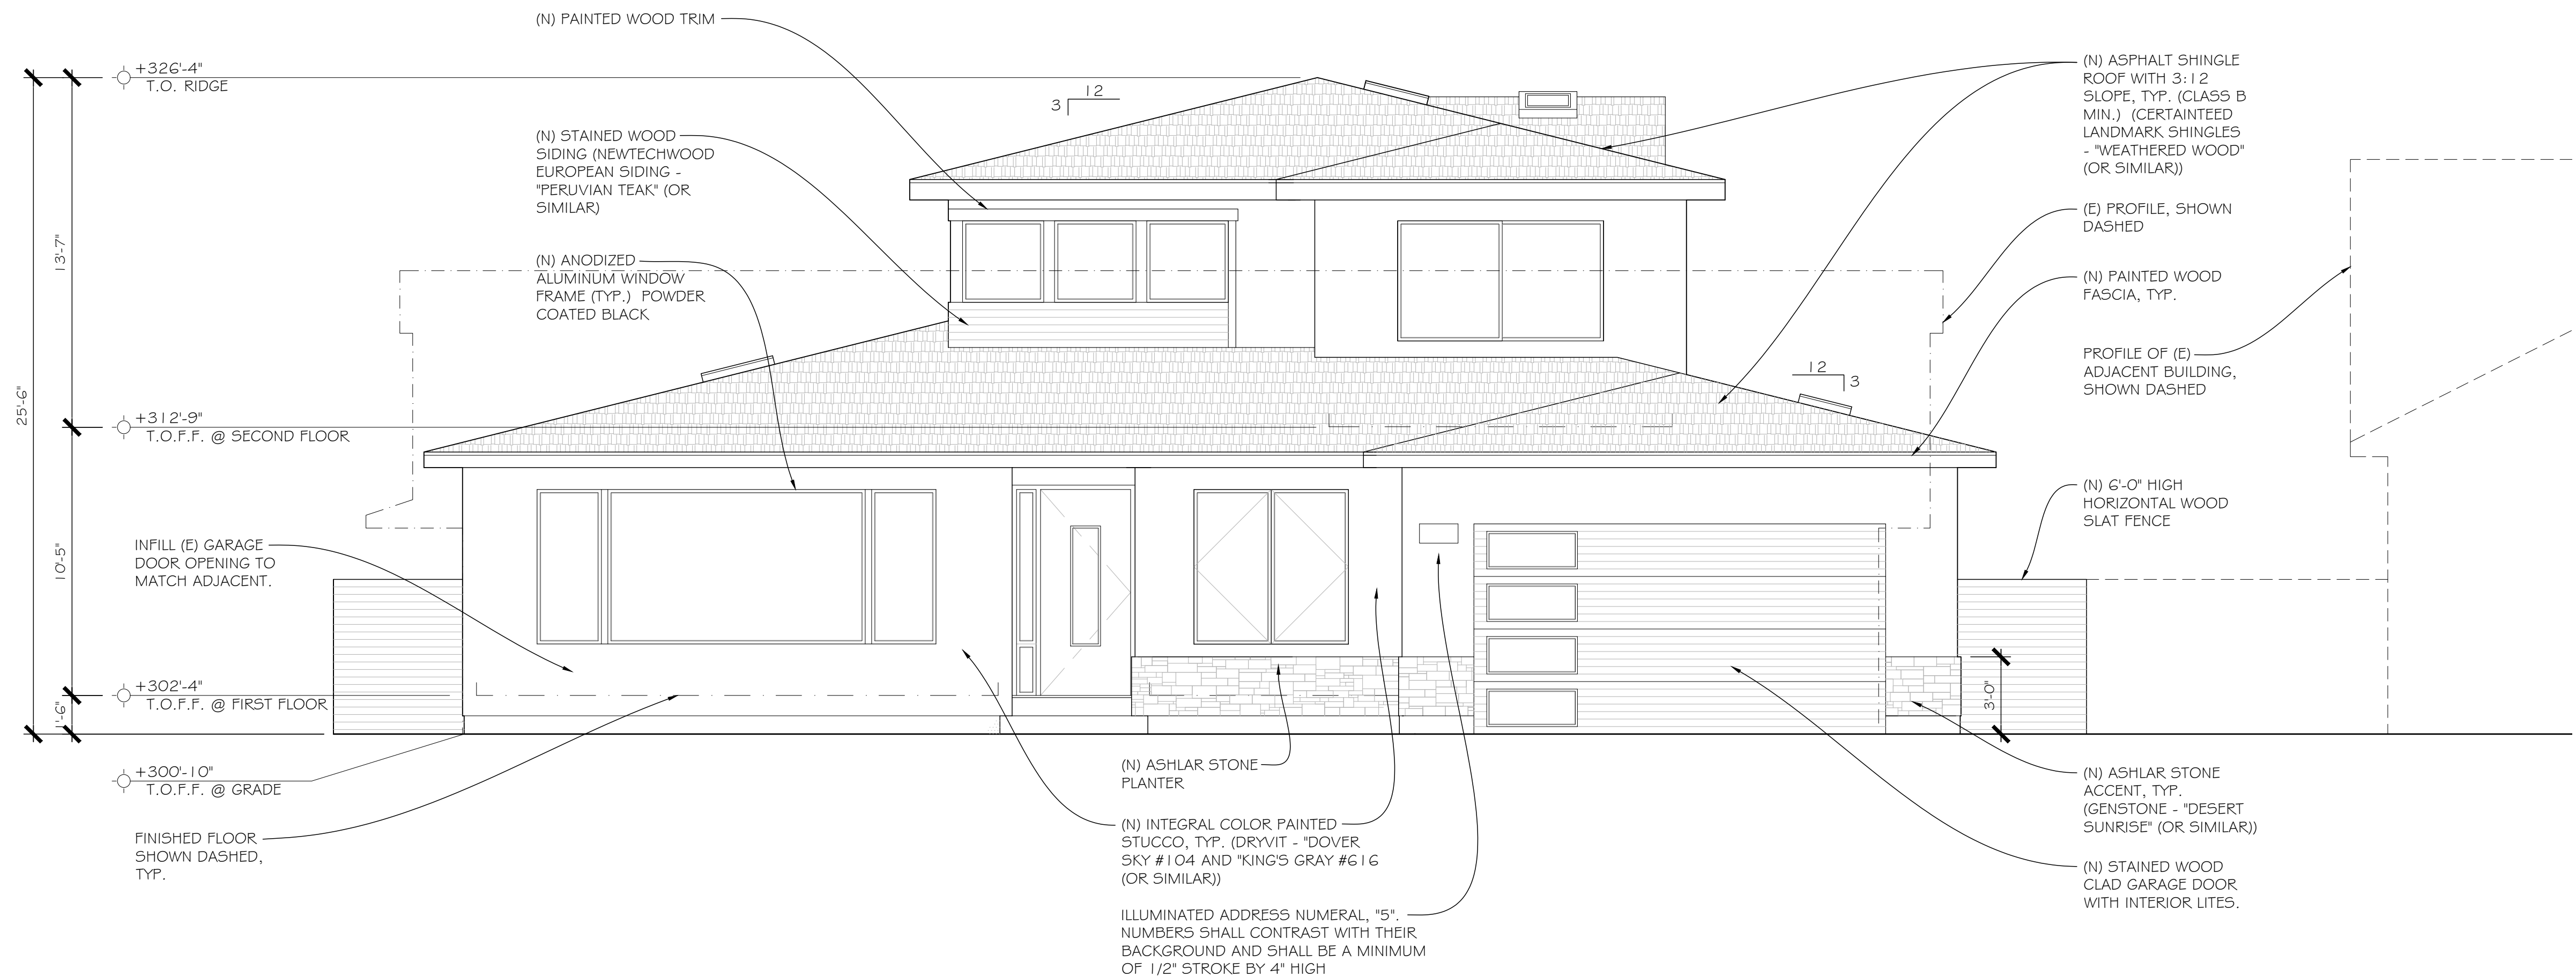 (N) PAINTED WOOD TRIM
+326'-4"
T.O. RIDGE
12
3
(N) STAINED WOOD
SIDING (NEWTECHWOOD
EUROPEAN SIDING -
"PERUVIAN TEAK" (OR
SIMILAR)
(N) ANODIZED
ALUMINUM WINDOW
FRAME (TYP.) POWDER
COATED BLACK
13'-7"
25'-6"
+312'-9"
T.O.F.F. @ SECOND FLOOR
10'-5"
INFILL (E) GARAGE
DOOR OPENING TO
MATCH ADJACENT.
+302'-4"
T.O.F.F. @ FIRST FLOOR
1'-6"
+300'-10"
T.O.F.F. @ GRADE
FINISHED FLOOR
SHOWN DASHED,
TYP.
(N) ASHLAR STONE
PLANTER
(N) INTEGRAL COLOR PAINTED
STUCCO, TYP. (DRYVIT - "DOVER
SKY #104 AND "KING'S GRAY #616
(OR SIMILAR))
ILLUMINATED ADDRESS NUMERAL, "5".
NUMBERS SHALL CONTRAST WITH THEIR
BACKGROUND AND SHALL BE A MINIMUM
OF 1/2" STROKE BY 4" HIGH
(N) ASPHALT SHINGLE
ROOF WITH 3:12
SLOPE, TYP. (CLASS B
MIN.) (CERTAINTEED
LANDMARK SHINGLES
- "WEATHERED WOOD"
(OR SIMILAR))
(E) PROFILE, SHOWN
DASHED
(N) PAINTED WOOD
FASCIA, TYP.
PROFILE OF (E)
ADJACENT BUILDING,
SHOWN DASHED
12
3
(N) 6'-0" HIGH
HORIZONTAL WOOD
SLAT FENCE
3'-0"
(N) ASHLAR STONE
ACCENT, TYP.
(GENSTONE - "DESERT
SUNRISE" (OR SIMILAR))
(N) STAINED WOOD
CLAD GARAGE DOOR
WITH INTERIOR LITES.